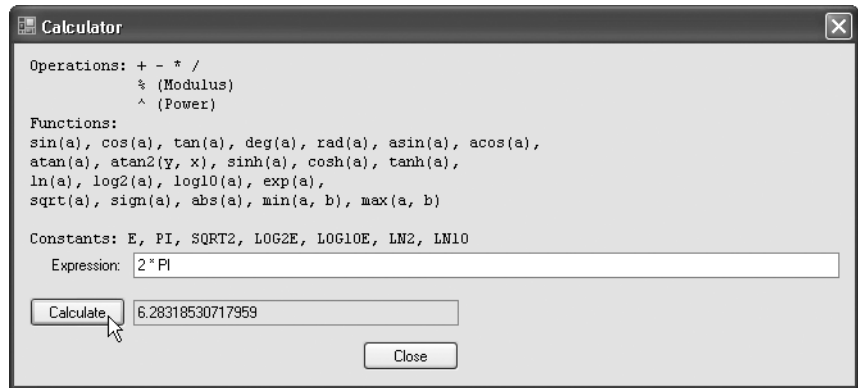 Calculator
Operations: + - * /
% (Modulus)
^ (Power)
Functions:
sin(a), cos(a), tan(a), deg(a), rad(a), asin(a), acos(a),
atan(a), atan2(y, x), sinh(a), cosh(a), tanh(a),
ln(a), log2(a), log10(a), exp(a),
sqrt(a), sign(a), abs(a), min(a, b), max(a, b)
Constants: E, PI, SQRT2, LOG2E, LOG10E, LN2, LN10
Expression: 2 * PI
Calculate 6.28318530717959
Close